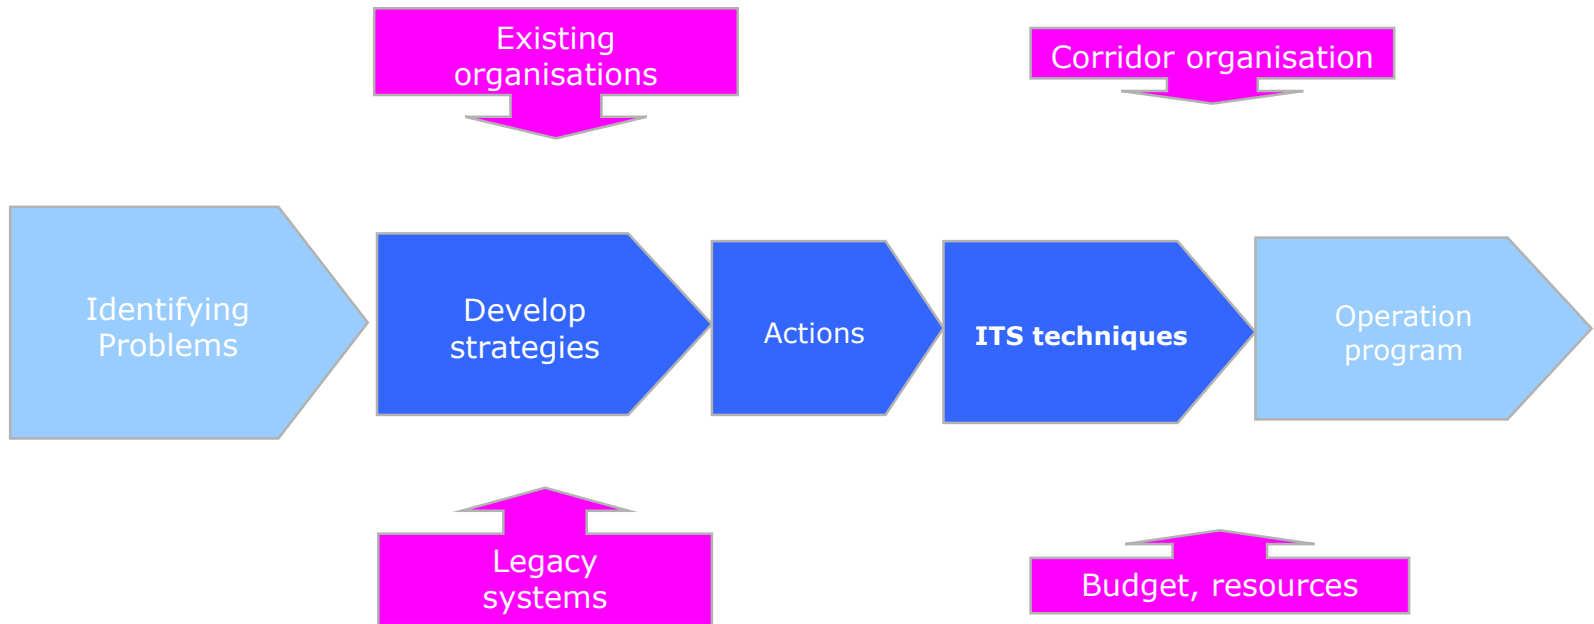 Existing
organisations
Corridor organisation
Identifying
Problems
Develop
strategies
Actions
ITS techniques
Operation
program
Legacy
systems
Budget, resources